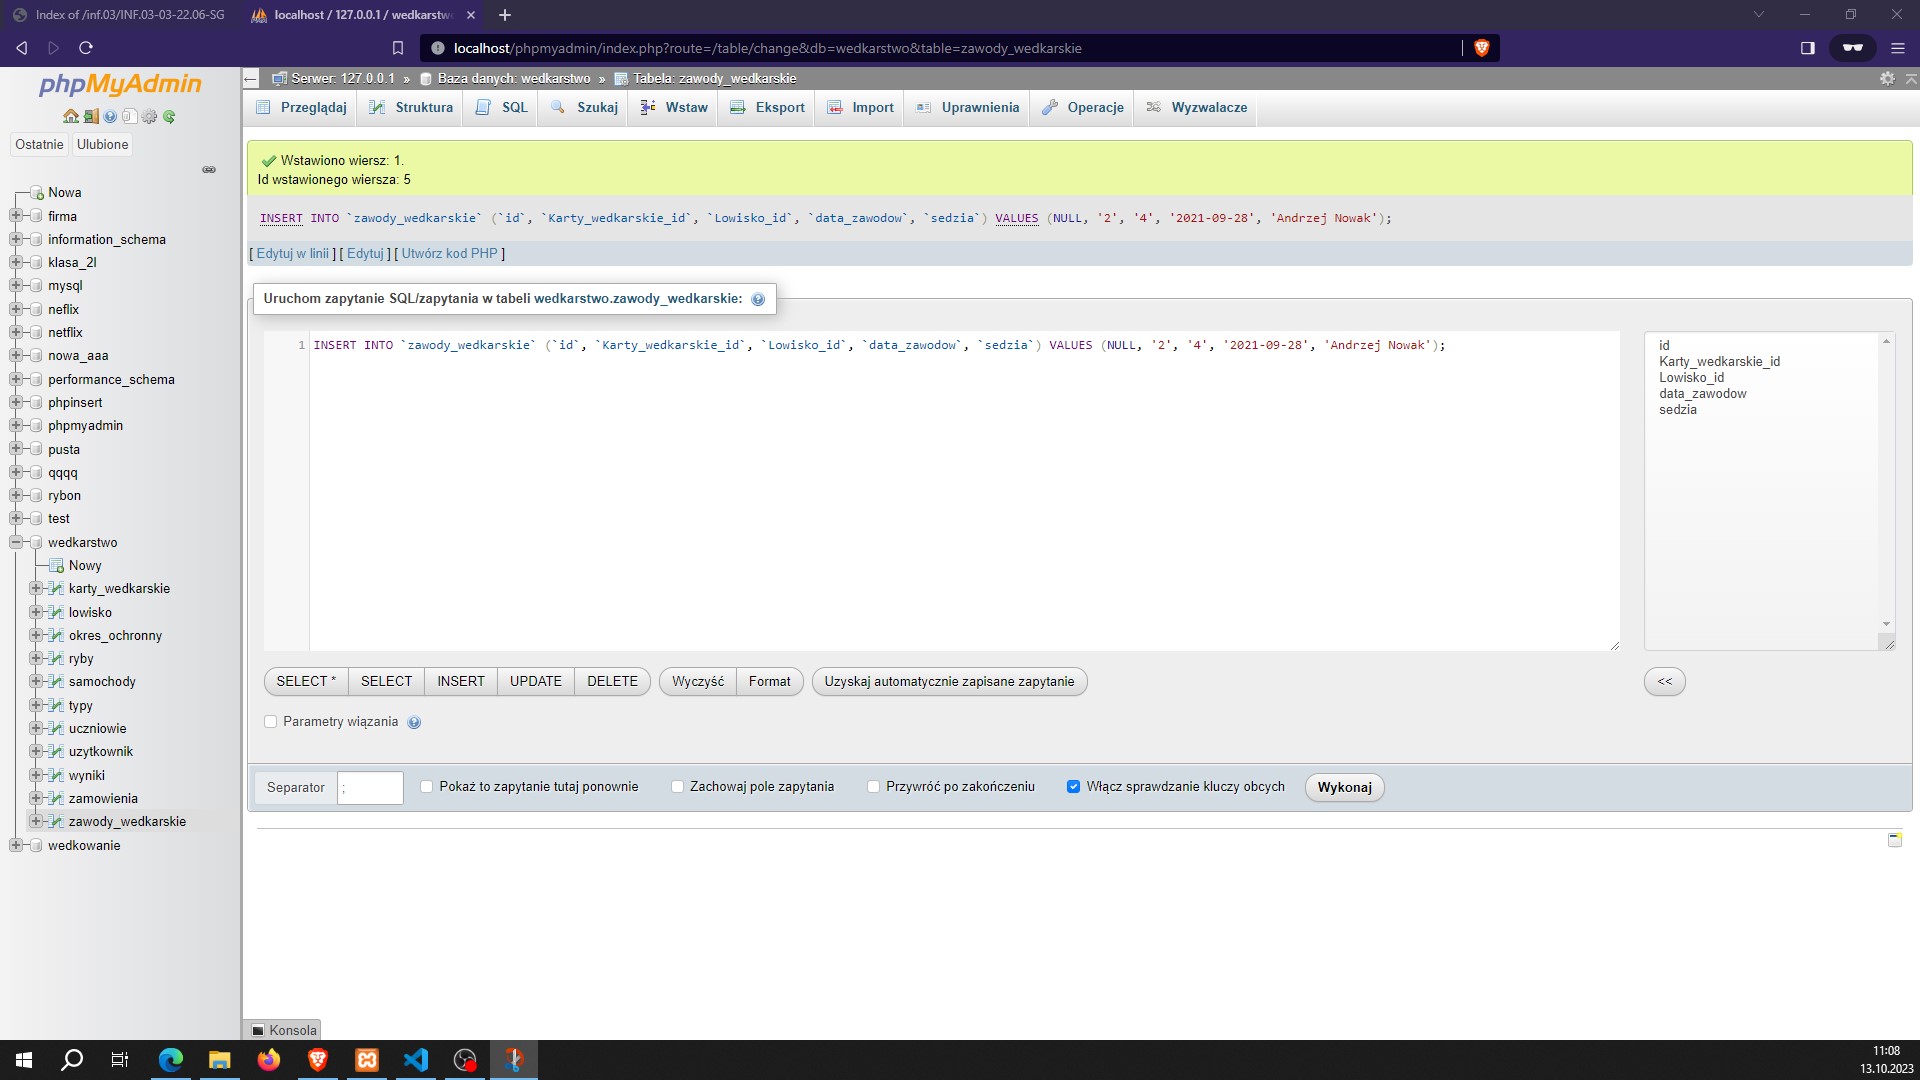 Index of /inf.03/INF.03-03-22.06-SG
localhost / 127.0.0.1 / wedkarstwo
localhost/phpmyadmin/index.php?route=/table/change&db=wedkarstwo&table=zawody_wedkarskie
phpMyAdmin
Ostatnie Ulubione
Nowa
firma
information_schema
klasa_2l
mysql
neflix
netflix
nowa_aaa
performance_schema
phpinsert
phpmyadmin
pusta
qqqq
rybon
test
wedkarstwo
Nowy
karty_wedkarskie
lowisko
okres_ochronny
ryby
samochody
typy
uczniowie
uzytkownik
wyniki
zamowienia
zawody_wedkarskie
wedkowanie
Serwer: 127.0.0.1 » Baza danych: wedkarstwo » Tabela: zawody_wedkarskie
Przeglądaj Struktura SQL Szukaj Wstaw Eksport Import Uprawnienia Operacje Wyzwalacze
Wstawiono wiersz: 1.
Id wstawionego wiersza: 5
INSERT INTO `zawody_wedkarskie` (`id`, `Karty_wedkarskie_id`, `Lowisko_id`, `data_zawodow`, `sedzia`) VALUES (NULL, '2', '4', '2021-09-28', 'Andrzej Nowak');
[ Edytuj w linii ] [ Edytuj ] [ Utwórz kod PHP ]
Uruchom zapytanie SQL/zapytania w tabeli wedkarstwo.zawody_wedkarskie:
1 INSERT INTO `zawody_wedkarskie` (`id`, `Karty_wedkarskie_id`, `Lowisko_id`, `data_zawodow`, `sedzia`) VALUES (NULL, '2', '4', '2021-09-28', 'Andrzej Nowak');
id
Karty_wedkarskie_id
Lowisko_id
data_zawodow
sedzia
SELECT * SELECT INSERT UPDATE DELETE Wyczyść Format Uzyskaj automatycznie zapisane zapytanie <<
Parametry wiązania
Separator ; Pokaż to zapytanie tutaj ponownie Zachowaj pole zapytania Przywróć po zakończeniu Włącz sprawdzanie kluczy obcych Wykonaj
Konsola
11:08
13.10.2023